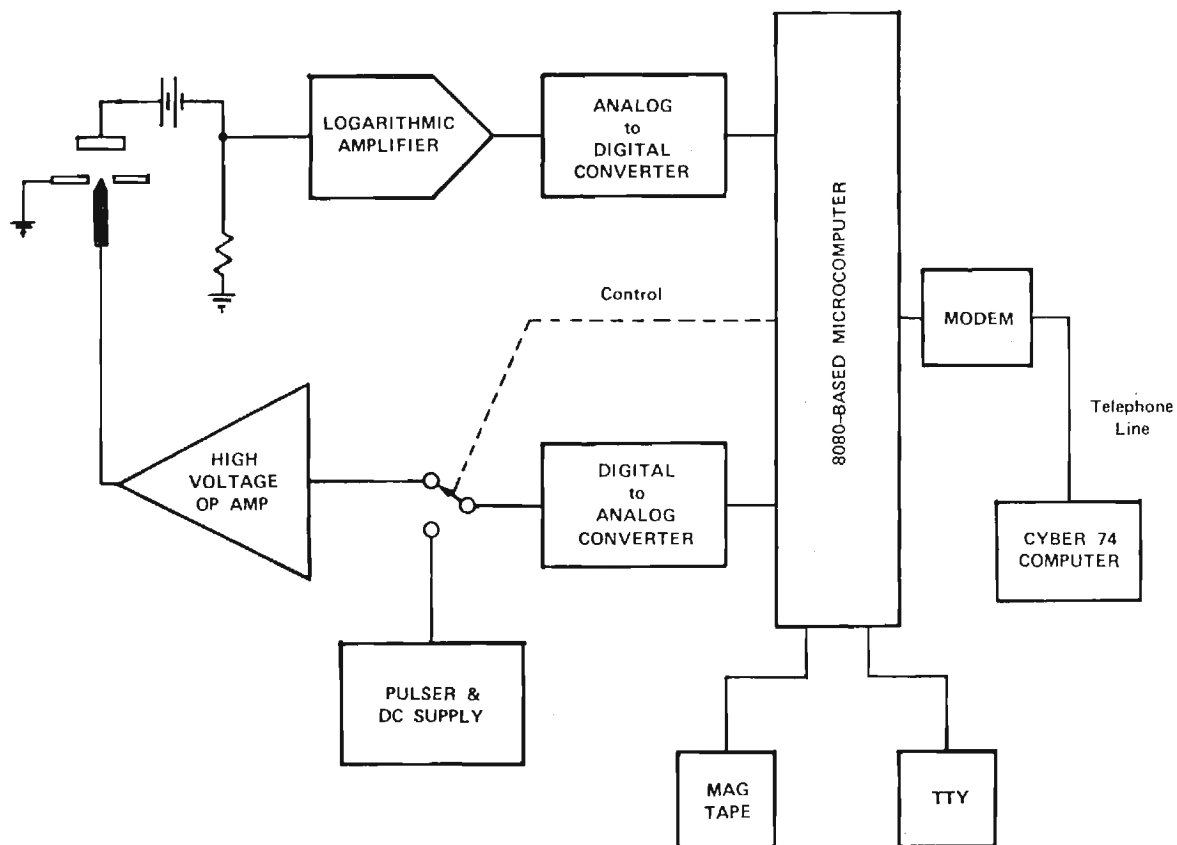 LOGARITHMIC
AMPLIFIER
ANALOG
to
DIGITAL
CONVERTER
8080-BASED MICROCOMPUTER
Control
MODEM
Telephone
Line
HIGH
VOLTAGE
OP AMP
DIGITAL
to
ANALOG
CONVERTER
CYBER 74
COMPUTER
PULSER &
DC SUPPLY
MAG
TAPE
TTY